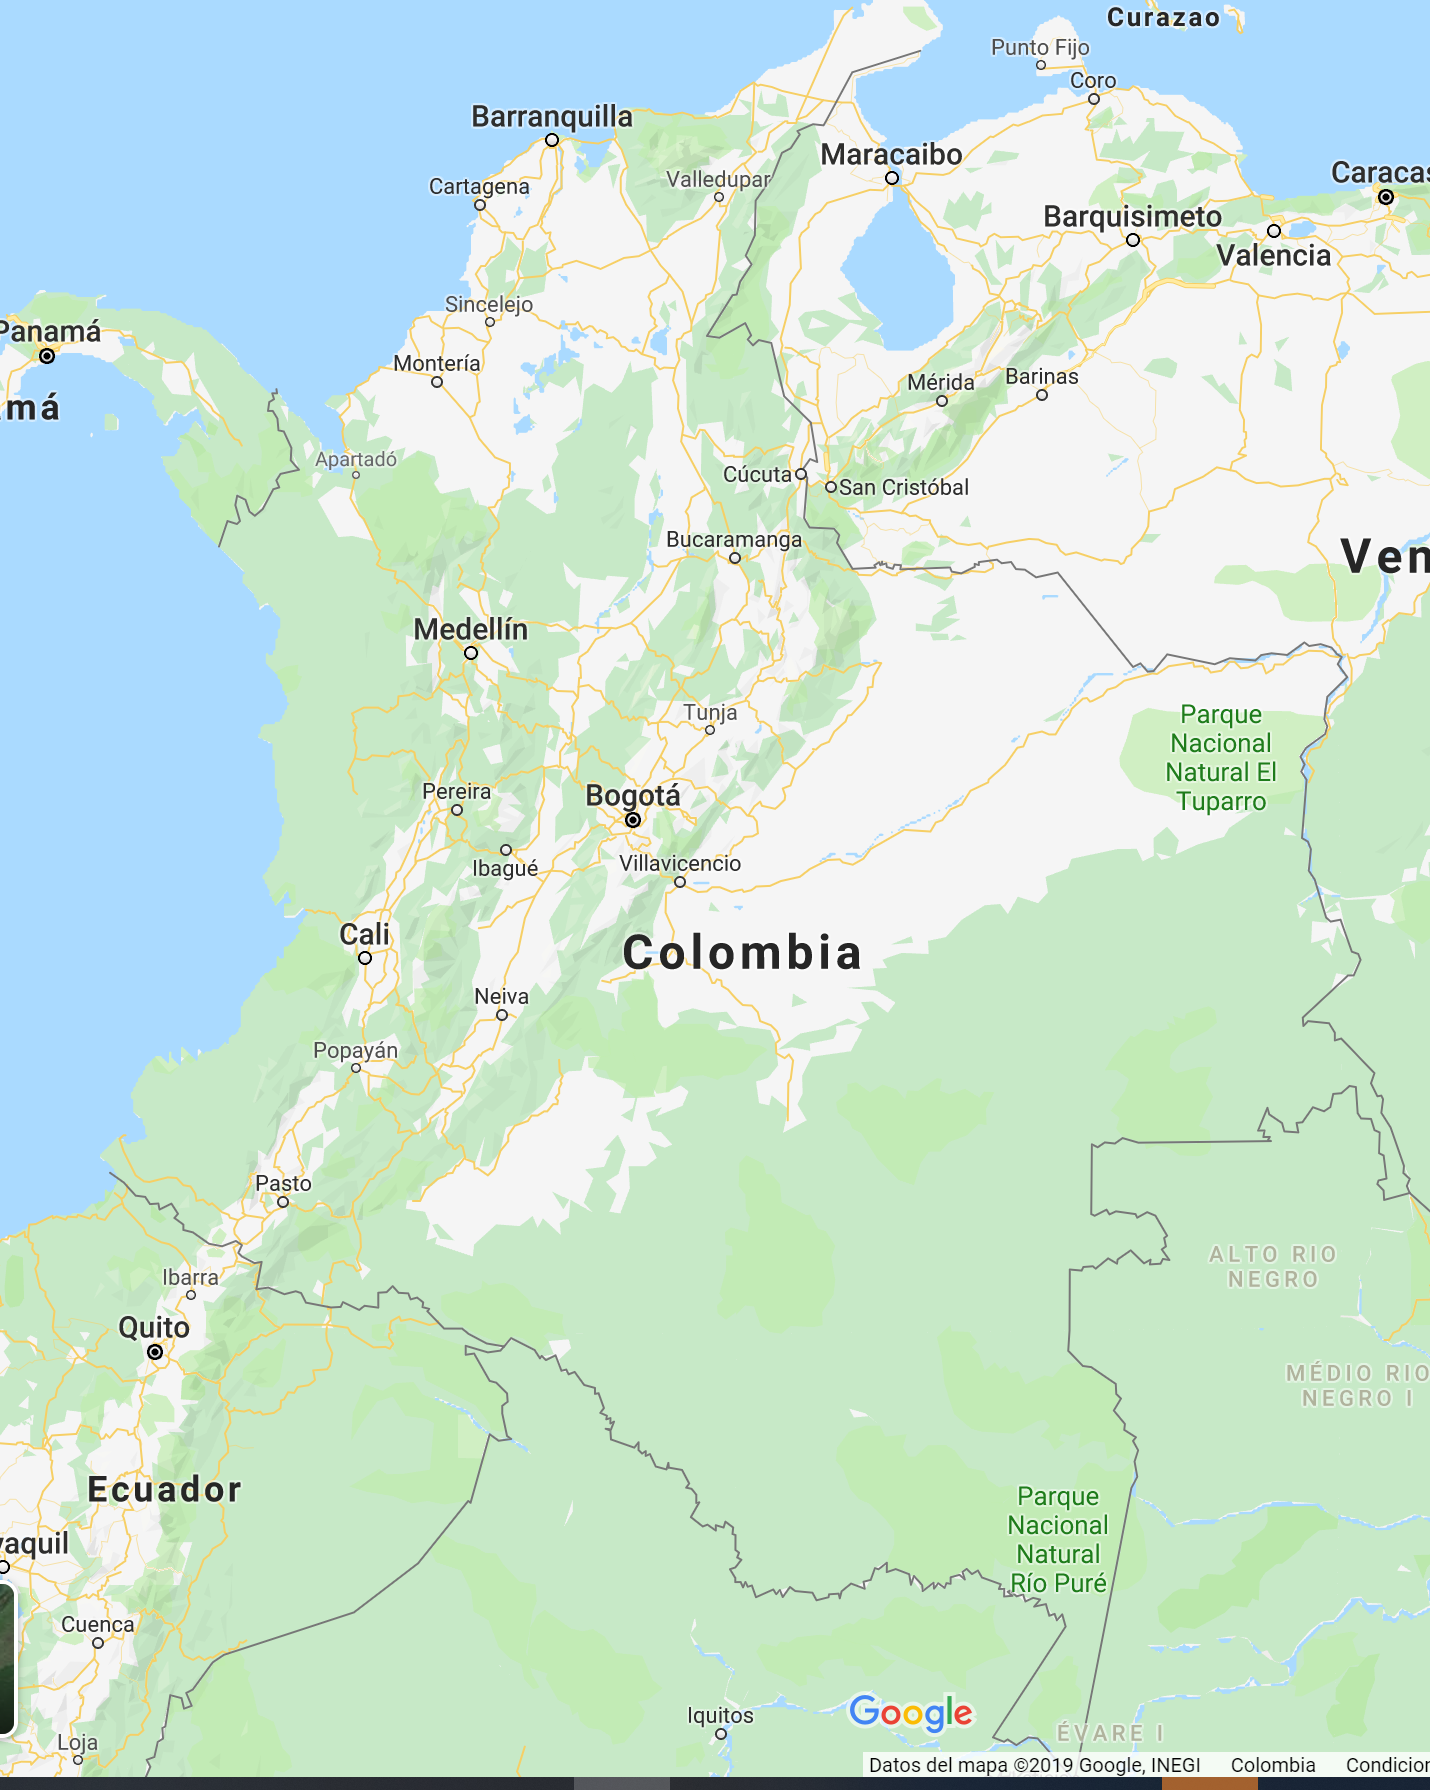 Curazao
Punto Fijo
Coro
Barranquilla
Maracaibo
Caracas
Cartagena
Valledupar
Barquisimeto
Valencia
Sincelejo
Panamá
Montería
Mérida
Barinas
má
Apartadó
Cúcuta
San Cristóbal
Bucaramanga
Ven
Medellín
Tunja
Parque
Nacional
Natural El
Tuparro
Pereira
Bogotá
Ibagué
Villavicencio
Cali
Colombia
Neiva
Popayán
Pasto
Ibarra
ALTO RIO
NEGRO
Quito
MÉDIO RIO
NEGRO I
Ecuador
Parque
Nacional
Natural
Río Puré
yaquil
Cuenca
Iquitos
Google
ÉVARE I
Loja
Datos del mapa ©2019 Google, INEGI Colombia Condicion